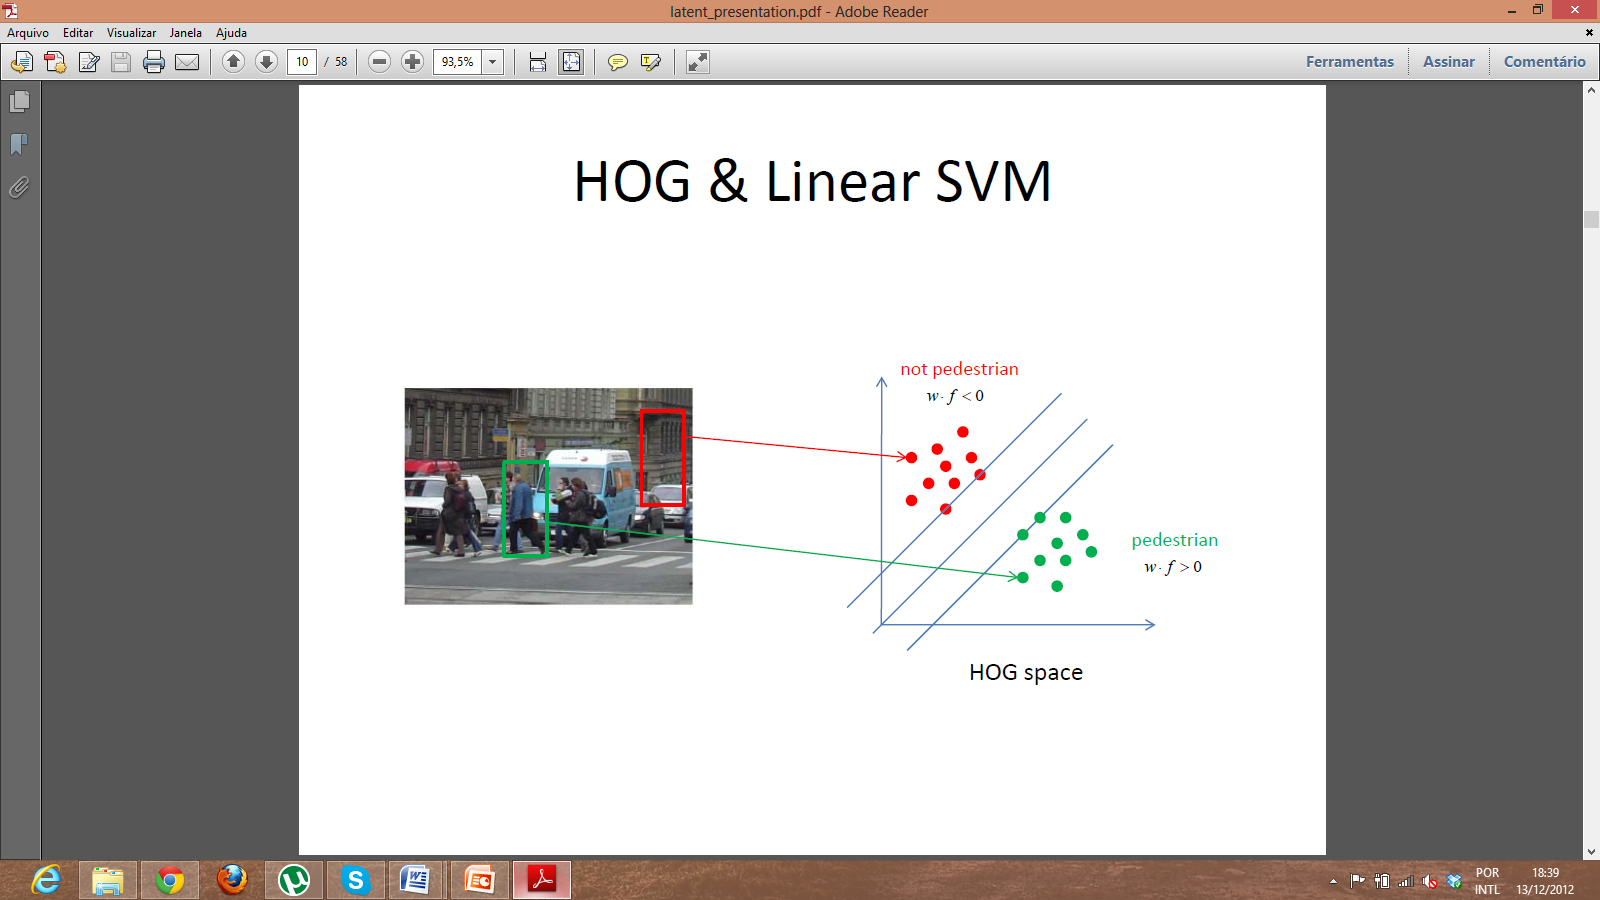 latent_presentation.pdf - Adobe Reader
Arquivo Editar Visualizar Janela Ajuda
10 / 58 93,5% Ferramentas Assinar Comentário
HOG & Linear SVM
not pedestrian
w · f < 0
pedestrian
w · f > 0
HOG space
POR 18:39
INTL 13/12/2012